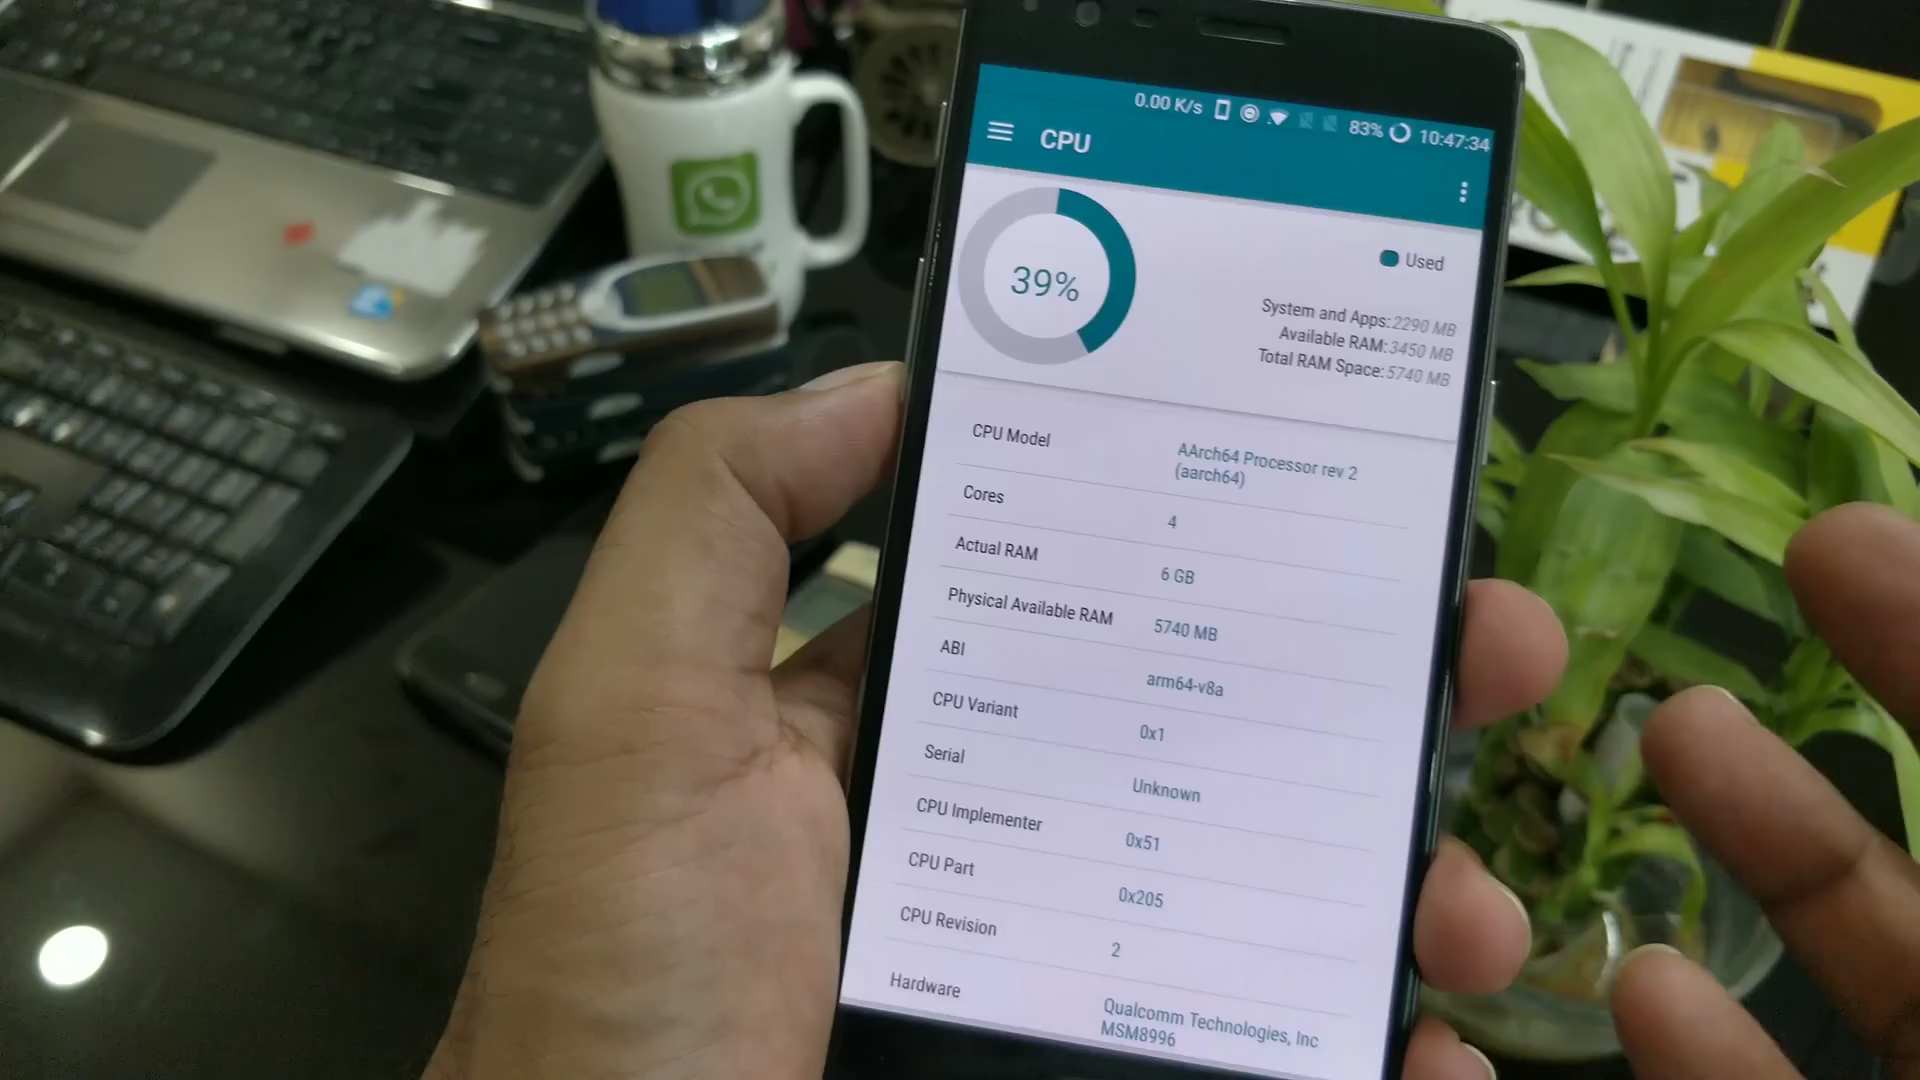 0.00 K/s 83% 10:47:34
CPU
39%
Used
System and Apps:2290 MB
Available RAM:3450 MB
Total RAM Space:5740 MB
CPU Model
AArch64 Processor rev 2
(aarch64)
Cores
4
Actual RAM
6 GB
Physical Available RAM
5740 MB
ABI
arm64-v8a
CPU Variant
0x1
Serial
Unknown
CPU Implementer
0x51
CPU Part
0x205
CPU Revision
2
Hardware
Qualcomm Technologies, Inc
MSM8996